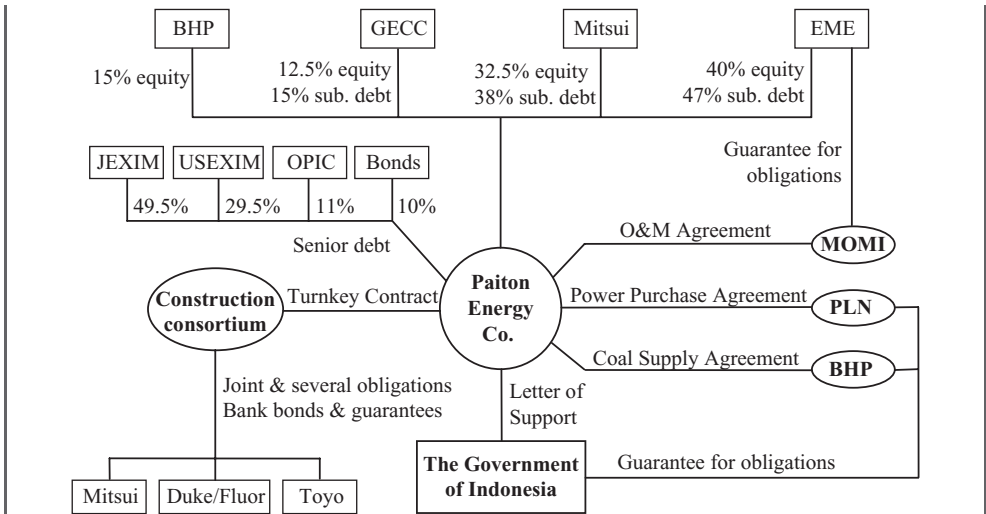 BHP
GECC
Mitsui
EME
15% equity
12.5% equity
15% sub. debt
32.5% equity
38% sub. debt
40% equity
47% sub. debt
Guarantee for
obligations
JEXIM
USEXIM
OPIC
Bonds
49.5%
29.5%
11%
10%
Senior debt
O&M Agreement
MOMI
Construction
consortium
Turnkey Contract
Paiton
Energy
Co.
Power Purchase Agreement
PLN
Coal Supply Agreement
BHP
Joint & several obligations
Bank bonds & guarantees
Letter of
Support
The Government
of Indonesia
Guarantee for obligations
Mitsui
Duke/Fluor
Toyo